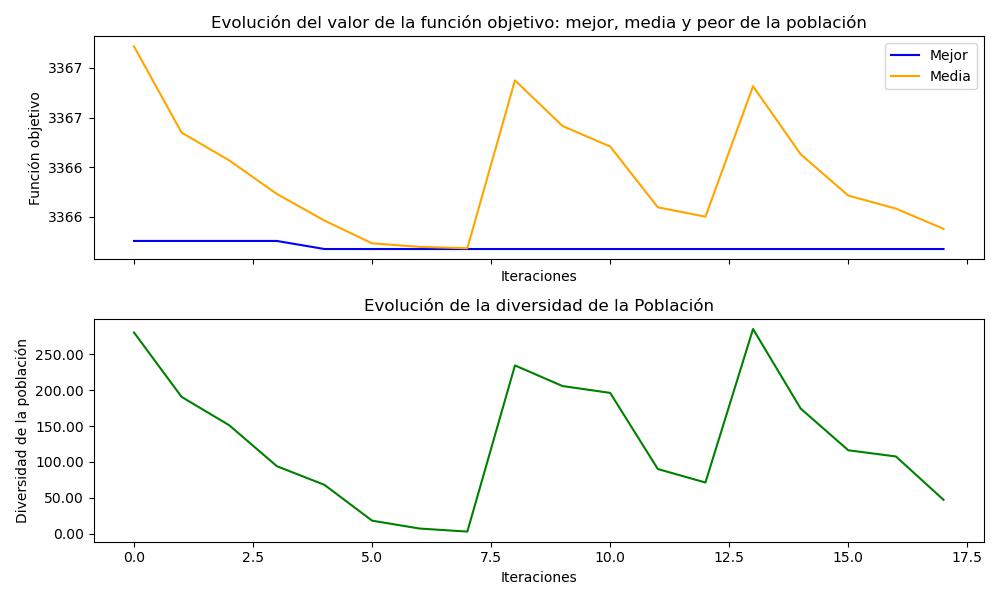 Evolución del valor de la función objetivo: mejor, media y peor de la población
3367
3367
3366
3366
Función objetivo
Mejor
Media
Iteraciones
Evolución de la diversidad de la Población
250.00
200.00
150.00
100.00
50.00
0.00
Diversidad de la población
0.0 2.5 5.0 7.5 10.0 12.5 15.0 17.5
Iteraciones